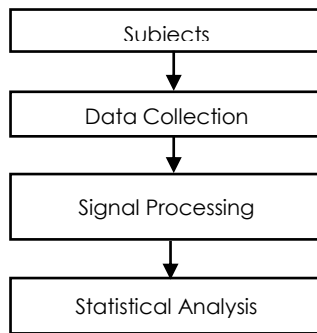 Subjects
Data Collection
Signal Processing
Statistical Analysis